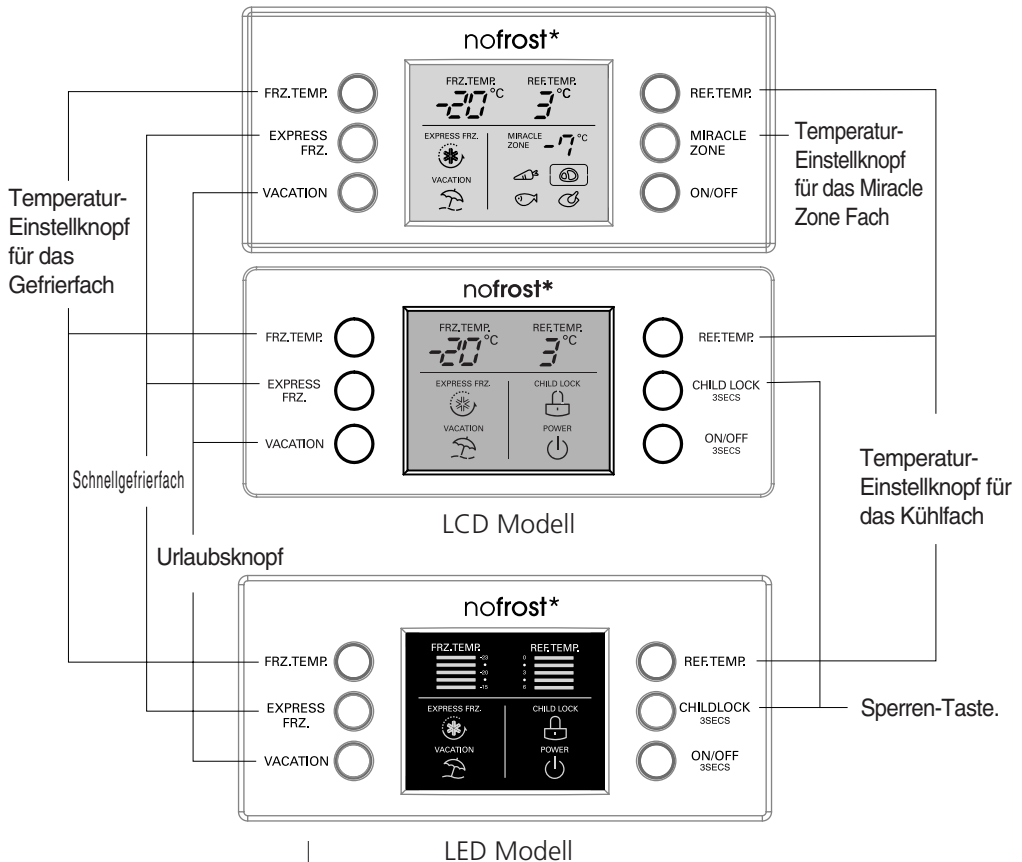 nofrost*
FRZ.TEMP.
EXPRESS
FRZ.
VACATION
FRZ.TEMP. REF.TEMP.
-20 °C 3 °C
EXPRESS FRZ.
MIRACLE
ZONE -7 °C
VACATION
REF.TEMP.
MIRACLE
ZONE
ON/OFF
Temperatur-
Einstellknopf
für das
Gefrierfach
Temperatur-
Einstellknopf
für das Miracle
Zone Fach
nofrost*
FRZ.TEMP.
EXPRESS
FRZ.
VACATION
FRZ.TEMP. REF.TEMP.
-20 °C 3 °C
EXPRESS FRZ. CHILD LOCK
VACATION POWER
REF.TEMP.
CHILD LOCK
3SECS
ON/OFF
3SECS
LCD Modell
Schnellgefrierfach
Urlaubsknopf
Temperatur-
Einstellknopf für
das Kühlfach
nofrost*
FRZ.TEMP.
EXPRESS
FRZ.
VACATION
FRZ.TEMP. REF.TEMP.
-23 0
-20 3
-15 6
EXPRESS FRZ. CHILD LOCK
VACATION POWER
REF.TEMP.
CHILDLOCK
3SECS
ON/OFF
3SECS
Sperren-Taste.
LED Modell